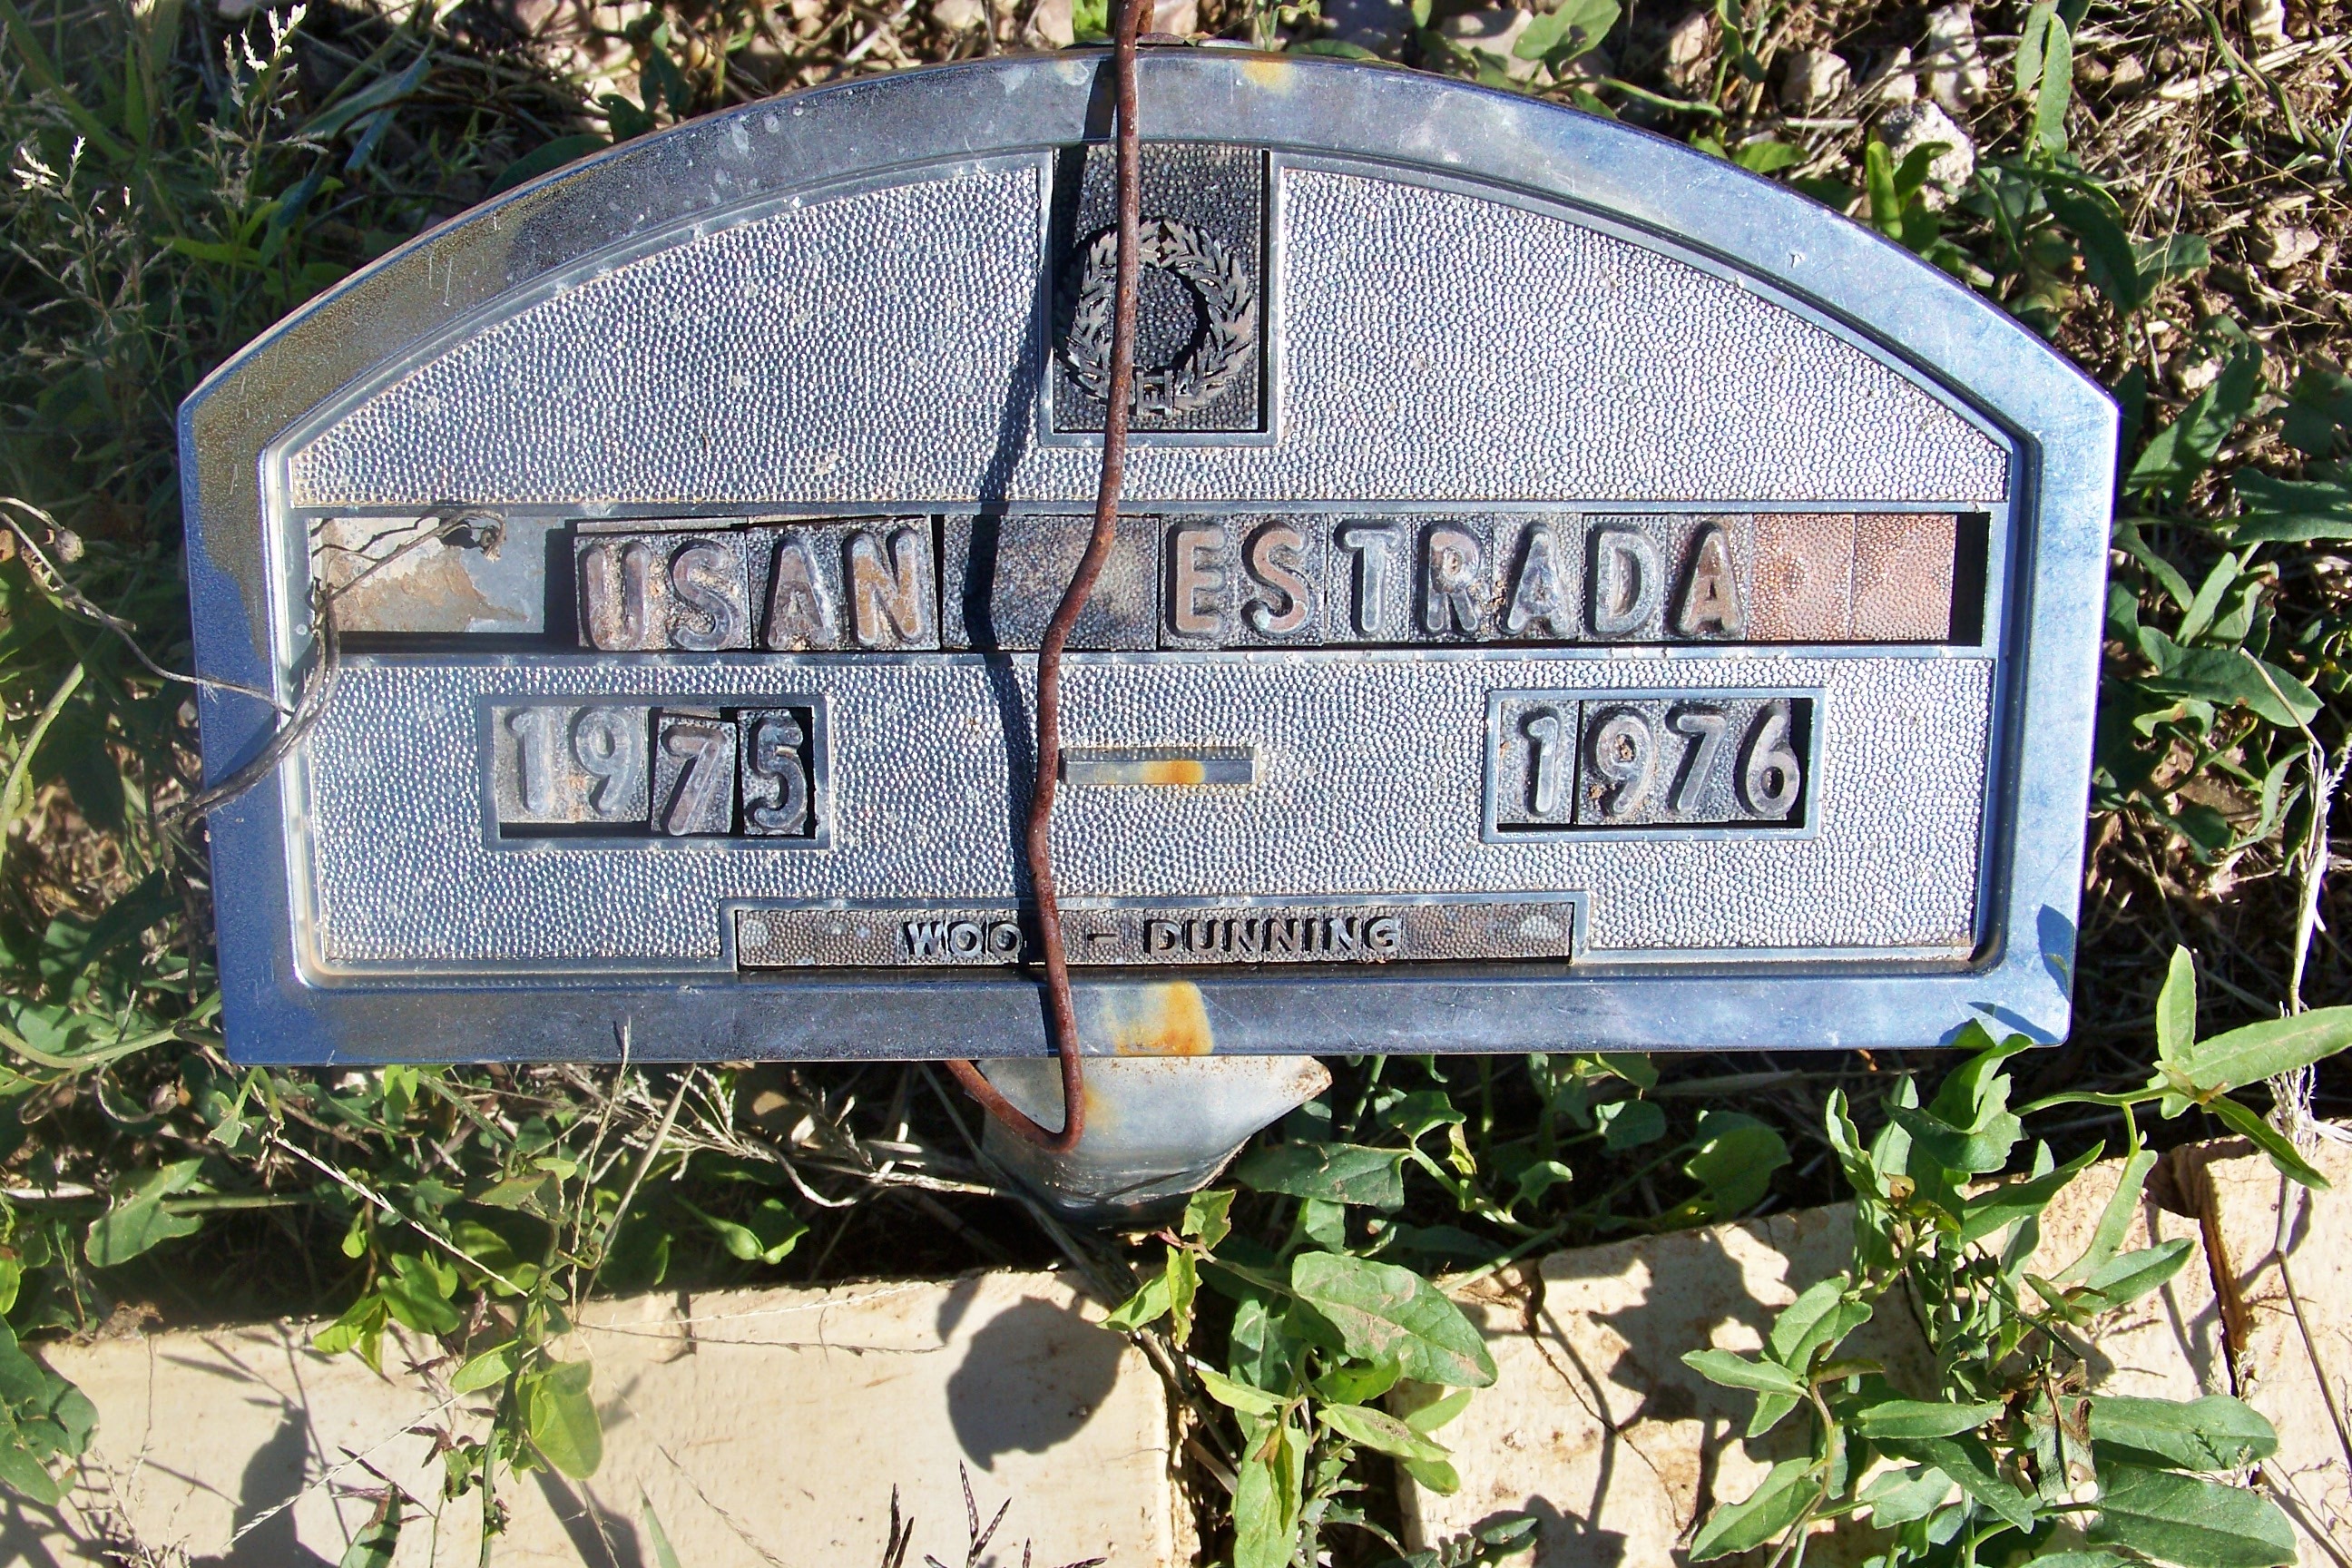 USAN ESTRADA
1975 — 1976
- DUNNING